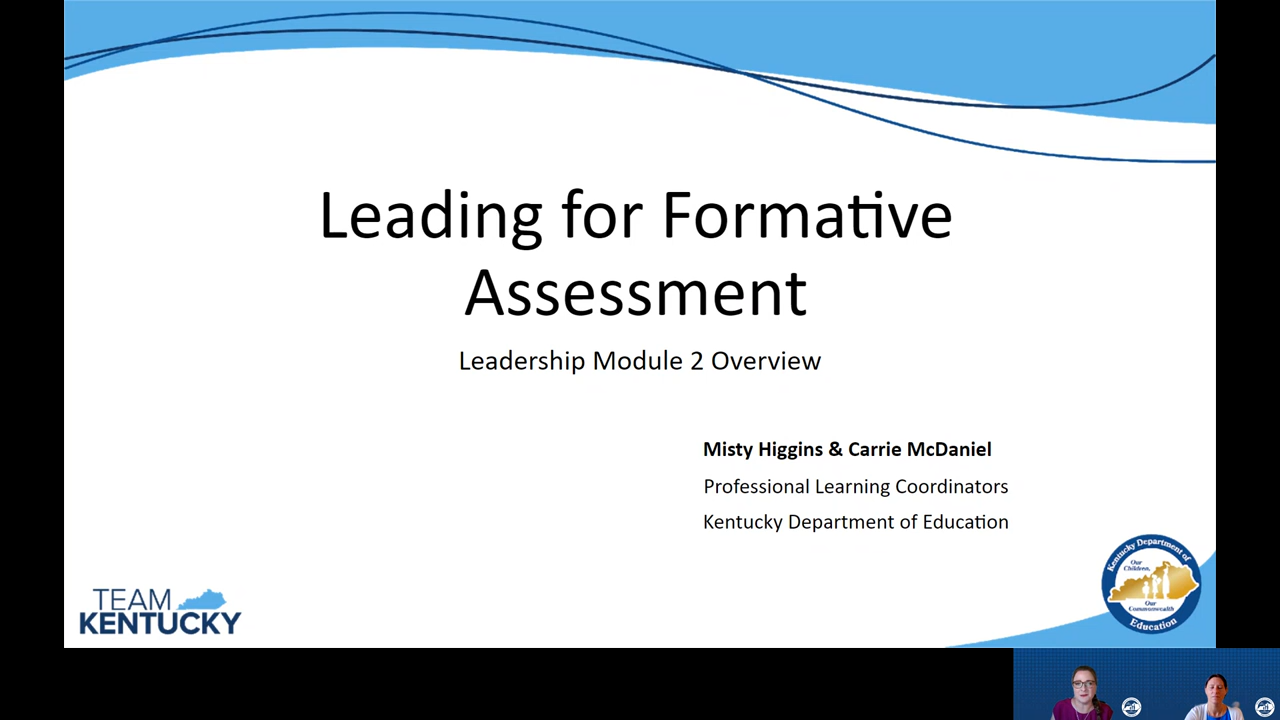 Leading for Formative
Assessment
Leadership Module 2 Overview
Misty Higgins & Carrie McDaniel
Professional Learning Coordinators
Kentucky Department of Education
TEAM
KENTUCKY
Kentucky Department of
Our
Children,
Our
Commonwealth
Education